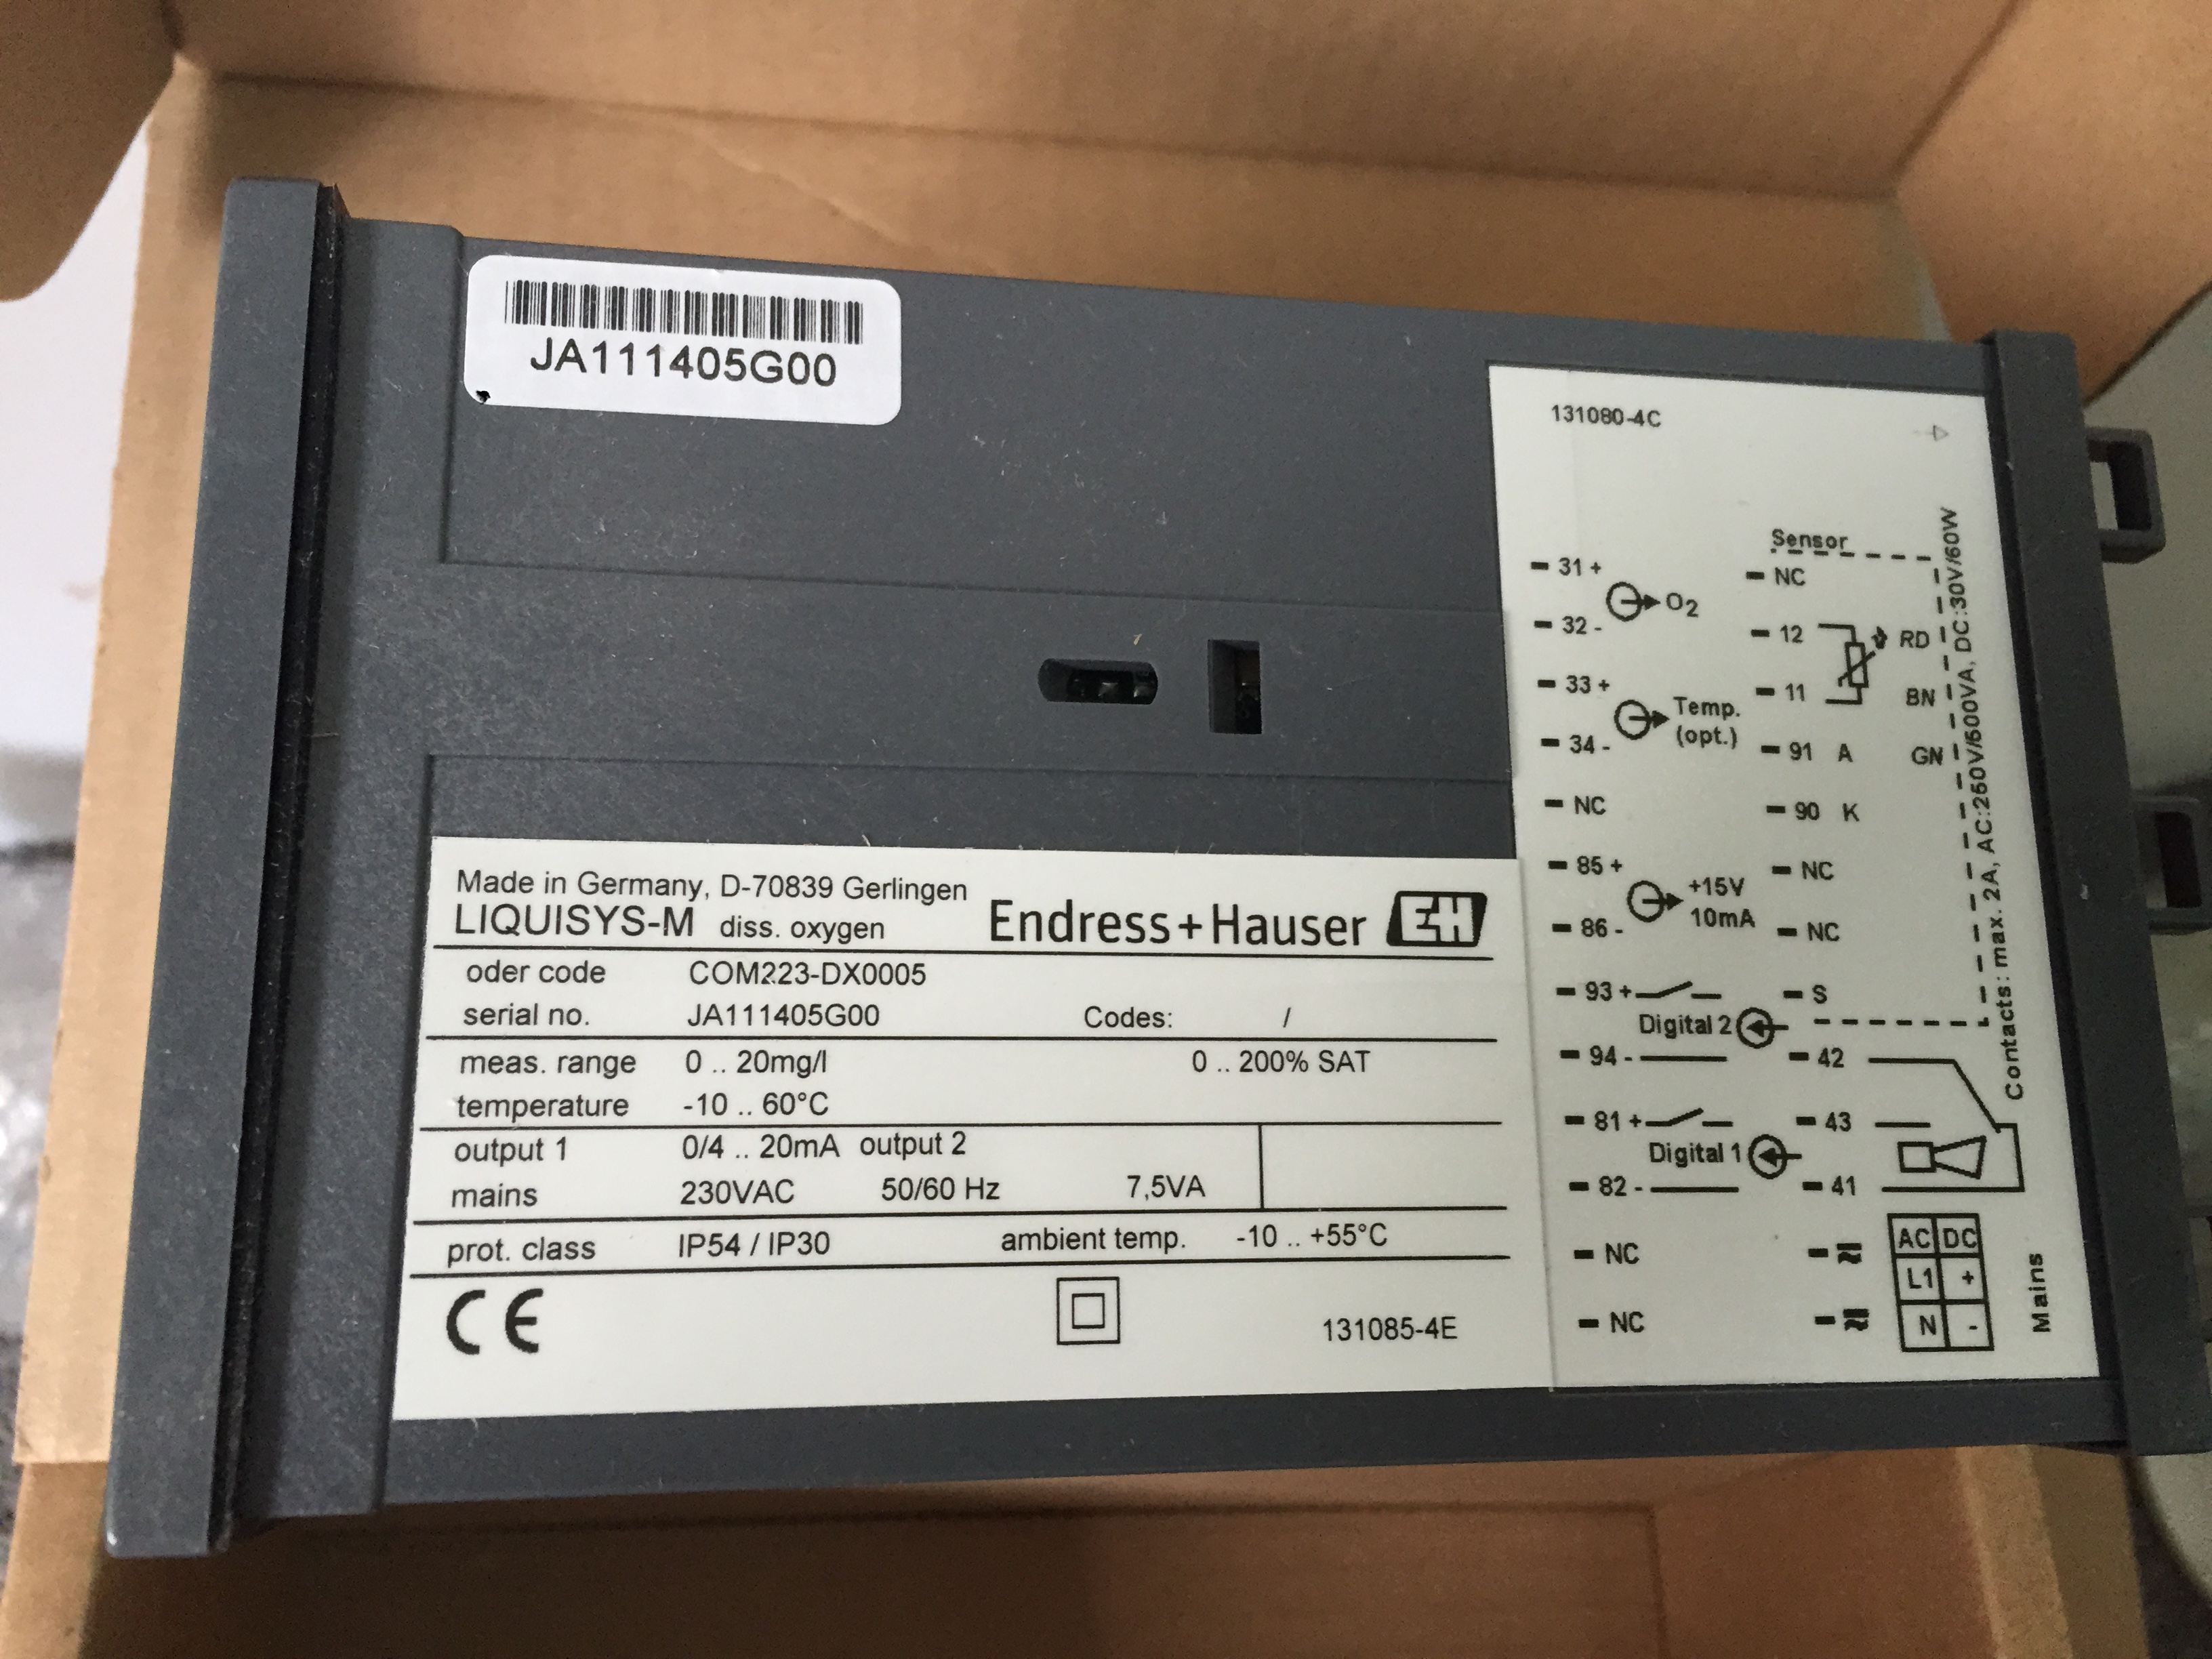 JA111405G00
Made in Germany, D-70839 Gerlingen
LIQUISYS-M diss. oxygen Endress+Hauser EH
oder code COM223-DX0005
serial no. JA111405G00 Codes: /
meas. range 0 .. 20mg/l 0 .. 200% SAT
temperature -10 .. 60°C
output 1 0/4 .. 20mA output 2
mains 230VAC 50/60 Hz 7,5VA
prot. class IP54 / IP30 ambient temp. -10 .. +55°C
CE 131085-4E
131080-4C
Sensor
31 + NC
O2
32 - 12 RD
33 + 11 BN
Temp.
(opt.)
34 - 91 A GN
NC 90 K
85 + NC
+15V
10mA
86 - NC
93 + S
Digital 2
94 - 42
81 + 43
Digital 1
82 - 41
NC
NC
AC DC
L1 +
N -
Mains
Contacts: max. 2A, AC:250V/600VA, DC:30V/60W